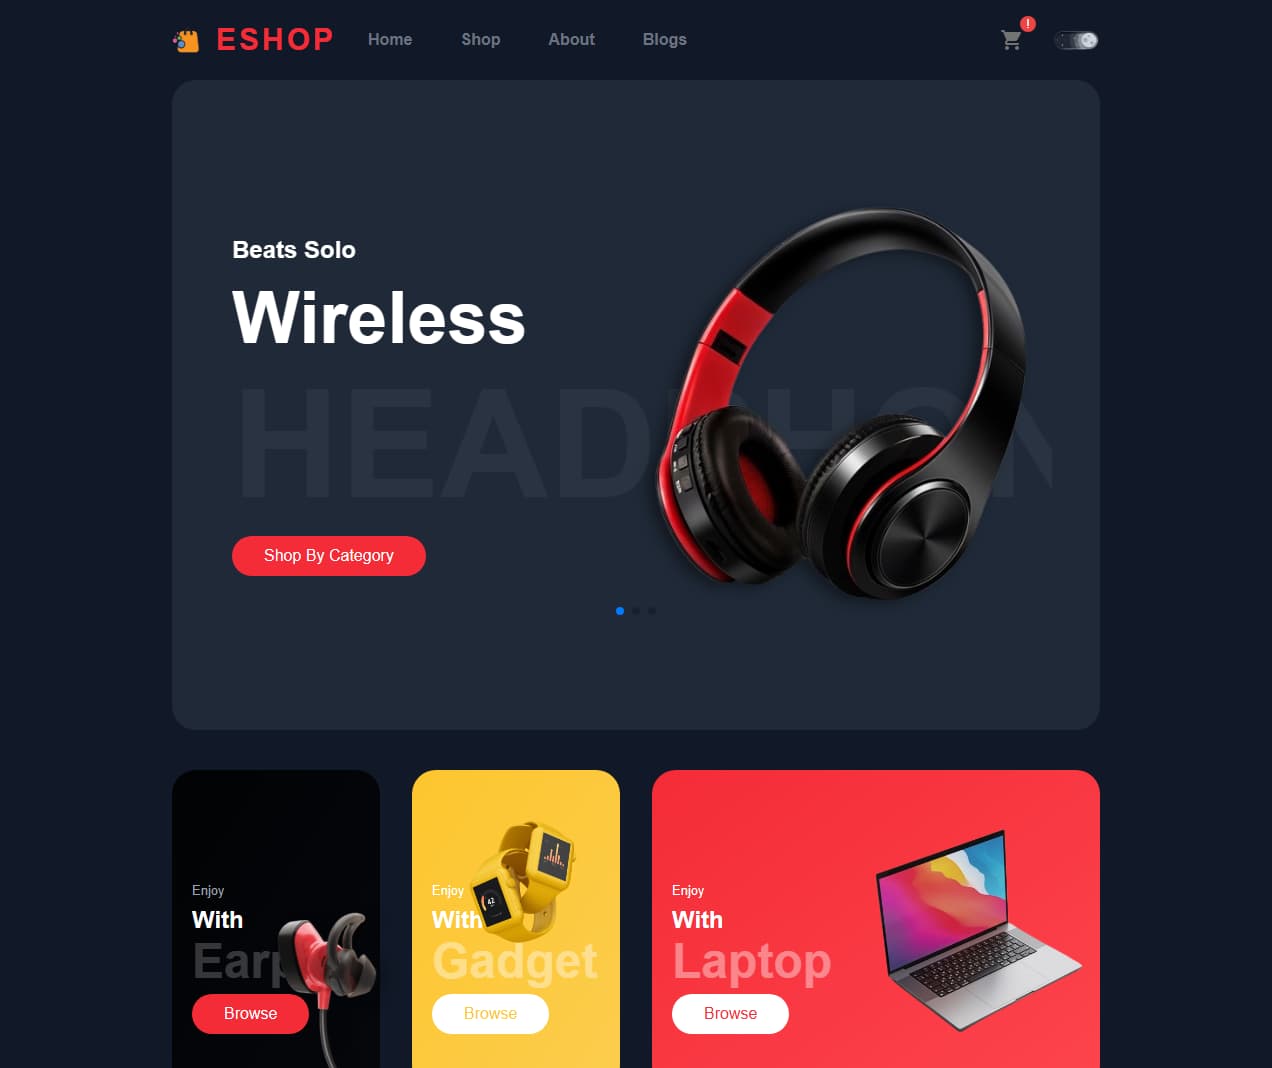 ESHOP Home Shop About Blogs !
Beats Solo
Wireless
HEADPHON
Shop By Category
Enjoy
With
Earp
Browse
Enjoy
With
42
Gadget
Browse
Enjoy
With
Laptop
Browse